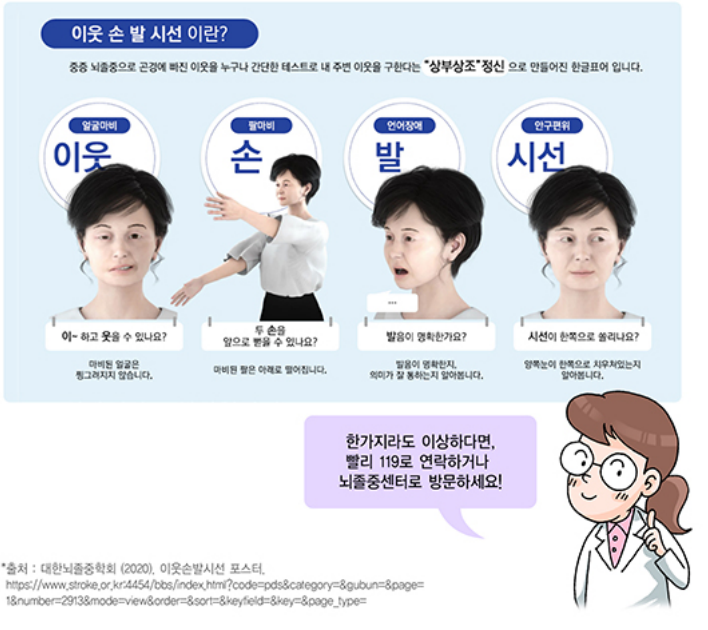 이웃 손 발 시선 이란?
중증 뇌졸중으로 곤경에 빠진 이웃을 누구나 간단한 테스트로 내 주변 이웃을 구한다는 "상부상조"정신 으로 만들어진 한글표어 입니다.
얼굴마비
이웃
이~ 하고 웃을 수 있나요?
마비된 얼굴은
찡그려지지 않습니다.
팔마비
손
두 손을
앞으로 뻗을 수 있나요?
마비된 팔은 아래로 떨어집니다.
언어장애
발
...
발음이 명확한가요?
발음이 명확한지,
의미가 잘 통하는지 알아봅니다.
안구편위
시선
시선이 한쪽으로 쏠리나요?
양쪽눈이 한쪽으로 치우쳐있는지
알아봅니다.
한가지라도 이상하다면,
빨리 119로 연락하거나
뇌졸중센터로 방문하세요!
*출처 : 대한뇌졸중학회 (2020). 이웃손발시선 포스터.
https://www.stroke.or.kr:4454/bbs/index.html?code=pds&category=&gubun=&page=
1&number=2913&mode=view&order=&sort=&keyfield=&key=&page_type=